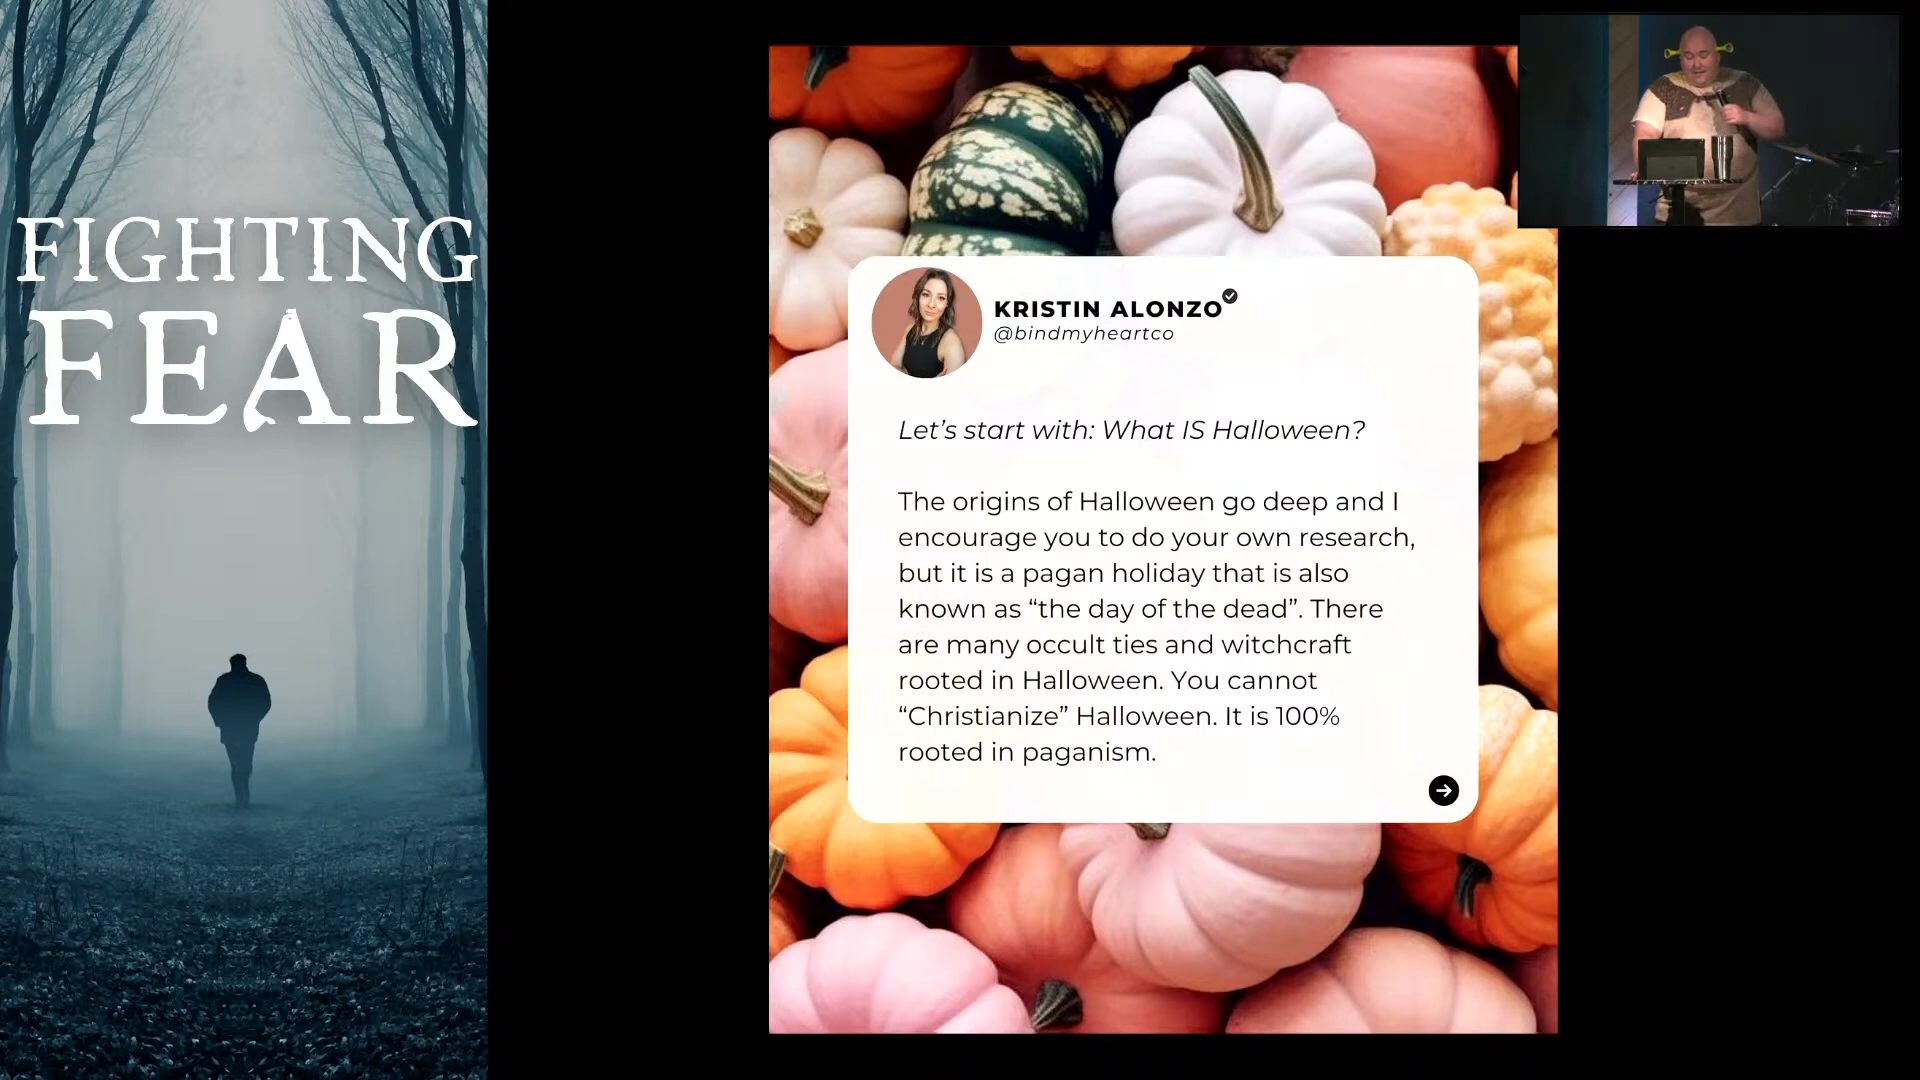 FIGHTING
FEAR
KRISTIN ALONZO
@bindmyheartco
Let’s start with: What IS Halloween?
The origins of Halloween go deep and I
encourage you to do your own research,
but it is a pagan holiday that is also
known as “the day of the dead”. There
are many occult ties and witchcraft
rooted in Halloween. You cannot
“Christianize” Halloween. It is 100%
rooted in paganism.